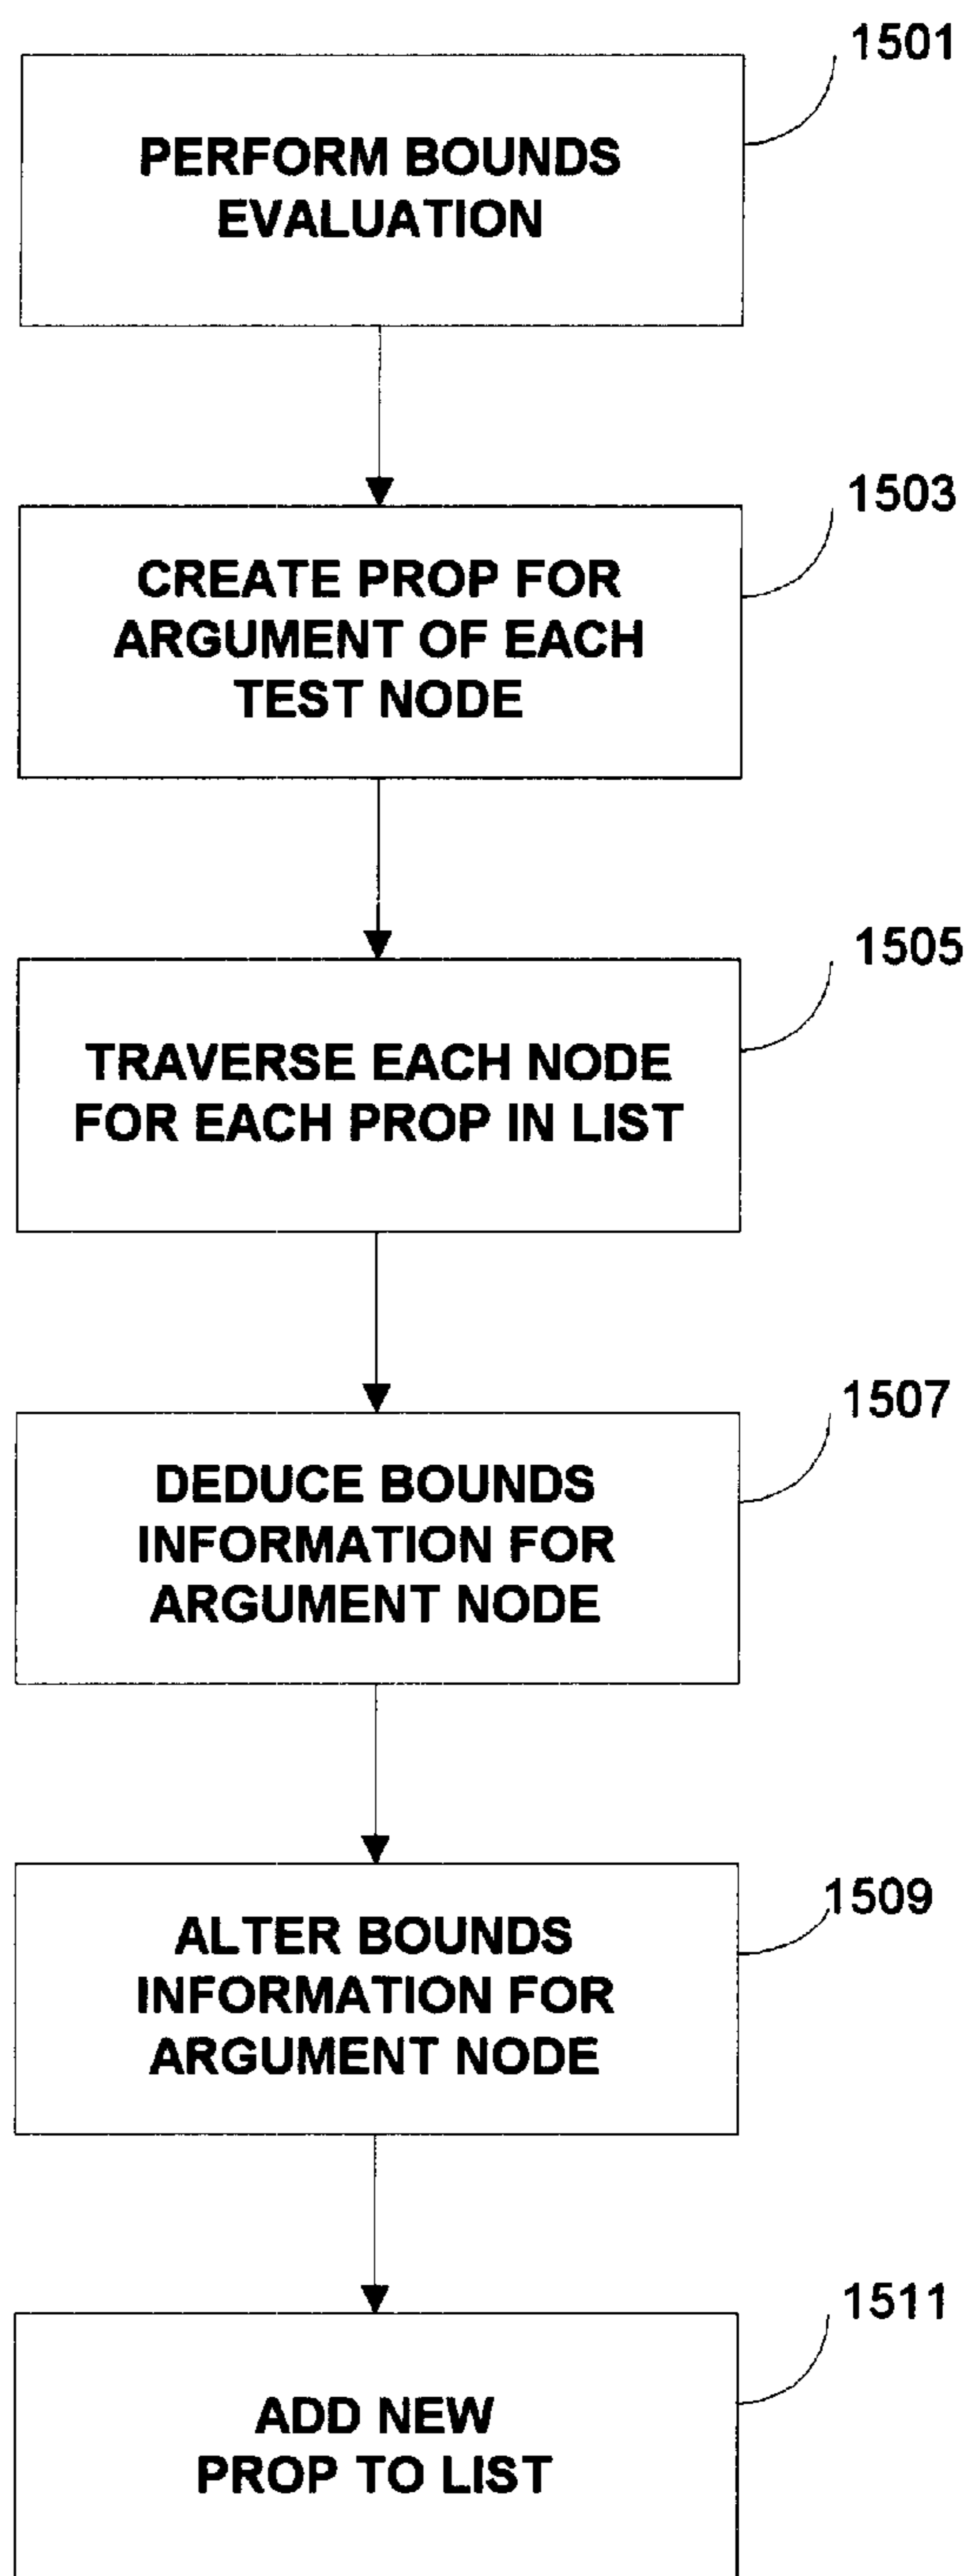 1501
PERFORM BOUNDS
EVALUATION
1503
CREATE PROP FOR
ARGUMENT OF EACH
TEST NODE
1505
TRAVERSE EACH NODE
FOR EACH PROP IN LIST
1507
DEDUCE BOUNDS
INFORMATION FOR
ARGUMENT NODE
1509
ALTER BOUNDS
INFORMATION FOR
ARGUMENT NODE
1511
ADD NEW
PROP TO LIST